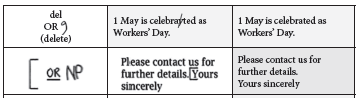 del
OR
(delete)
1 May is celebrated as
Workers' Day.
1 May is celebrated as
Workers' Day.
[ OR NP
Please contact us for
further details.[Yours
sincerely
Please contact us for
further details.
Yours sincerely